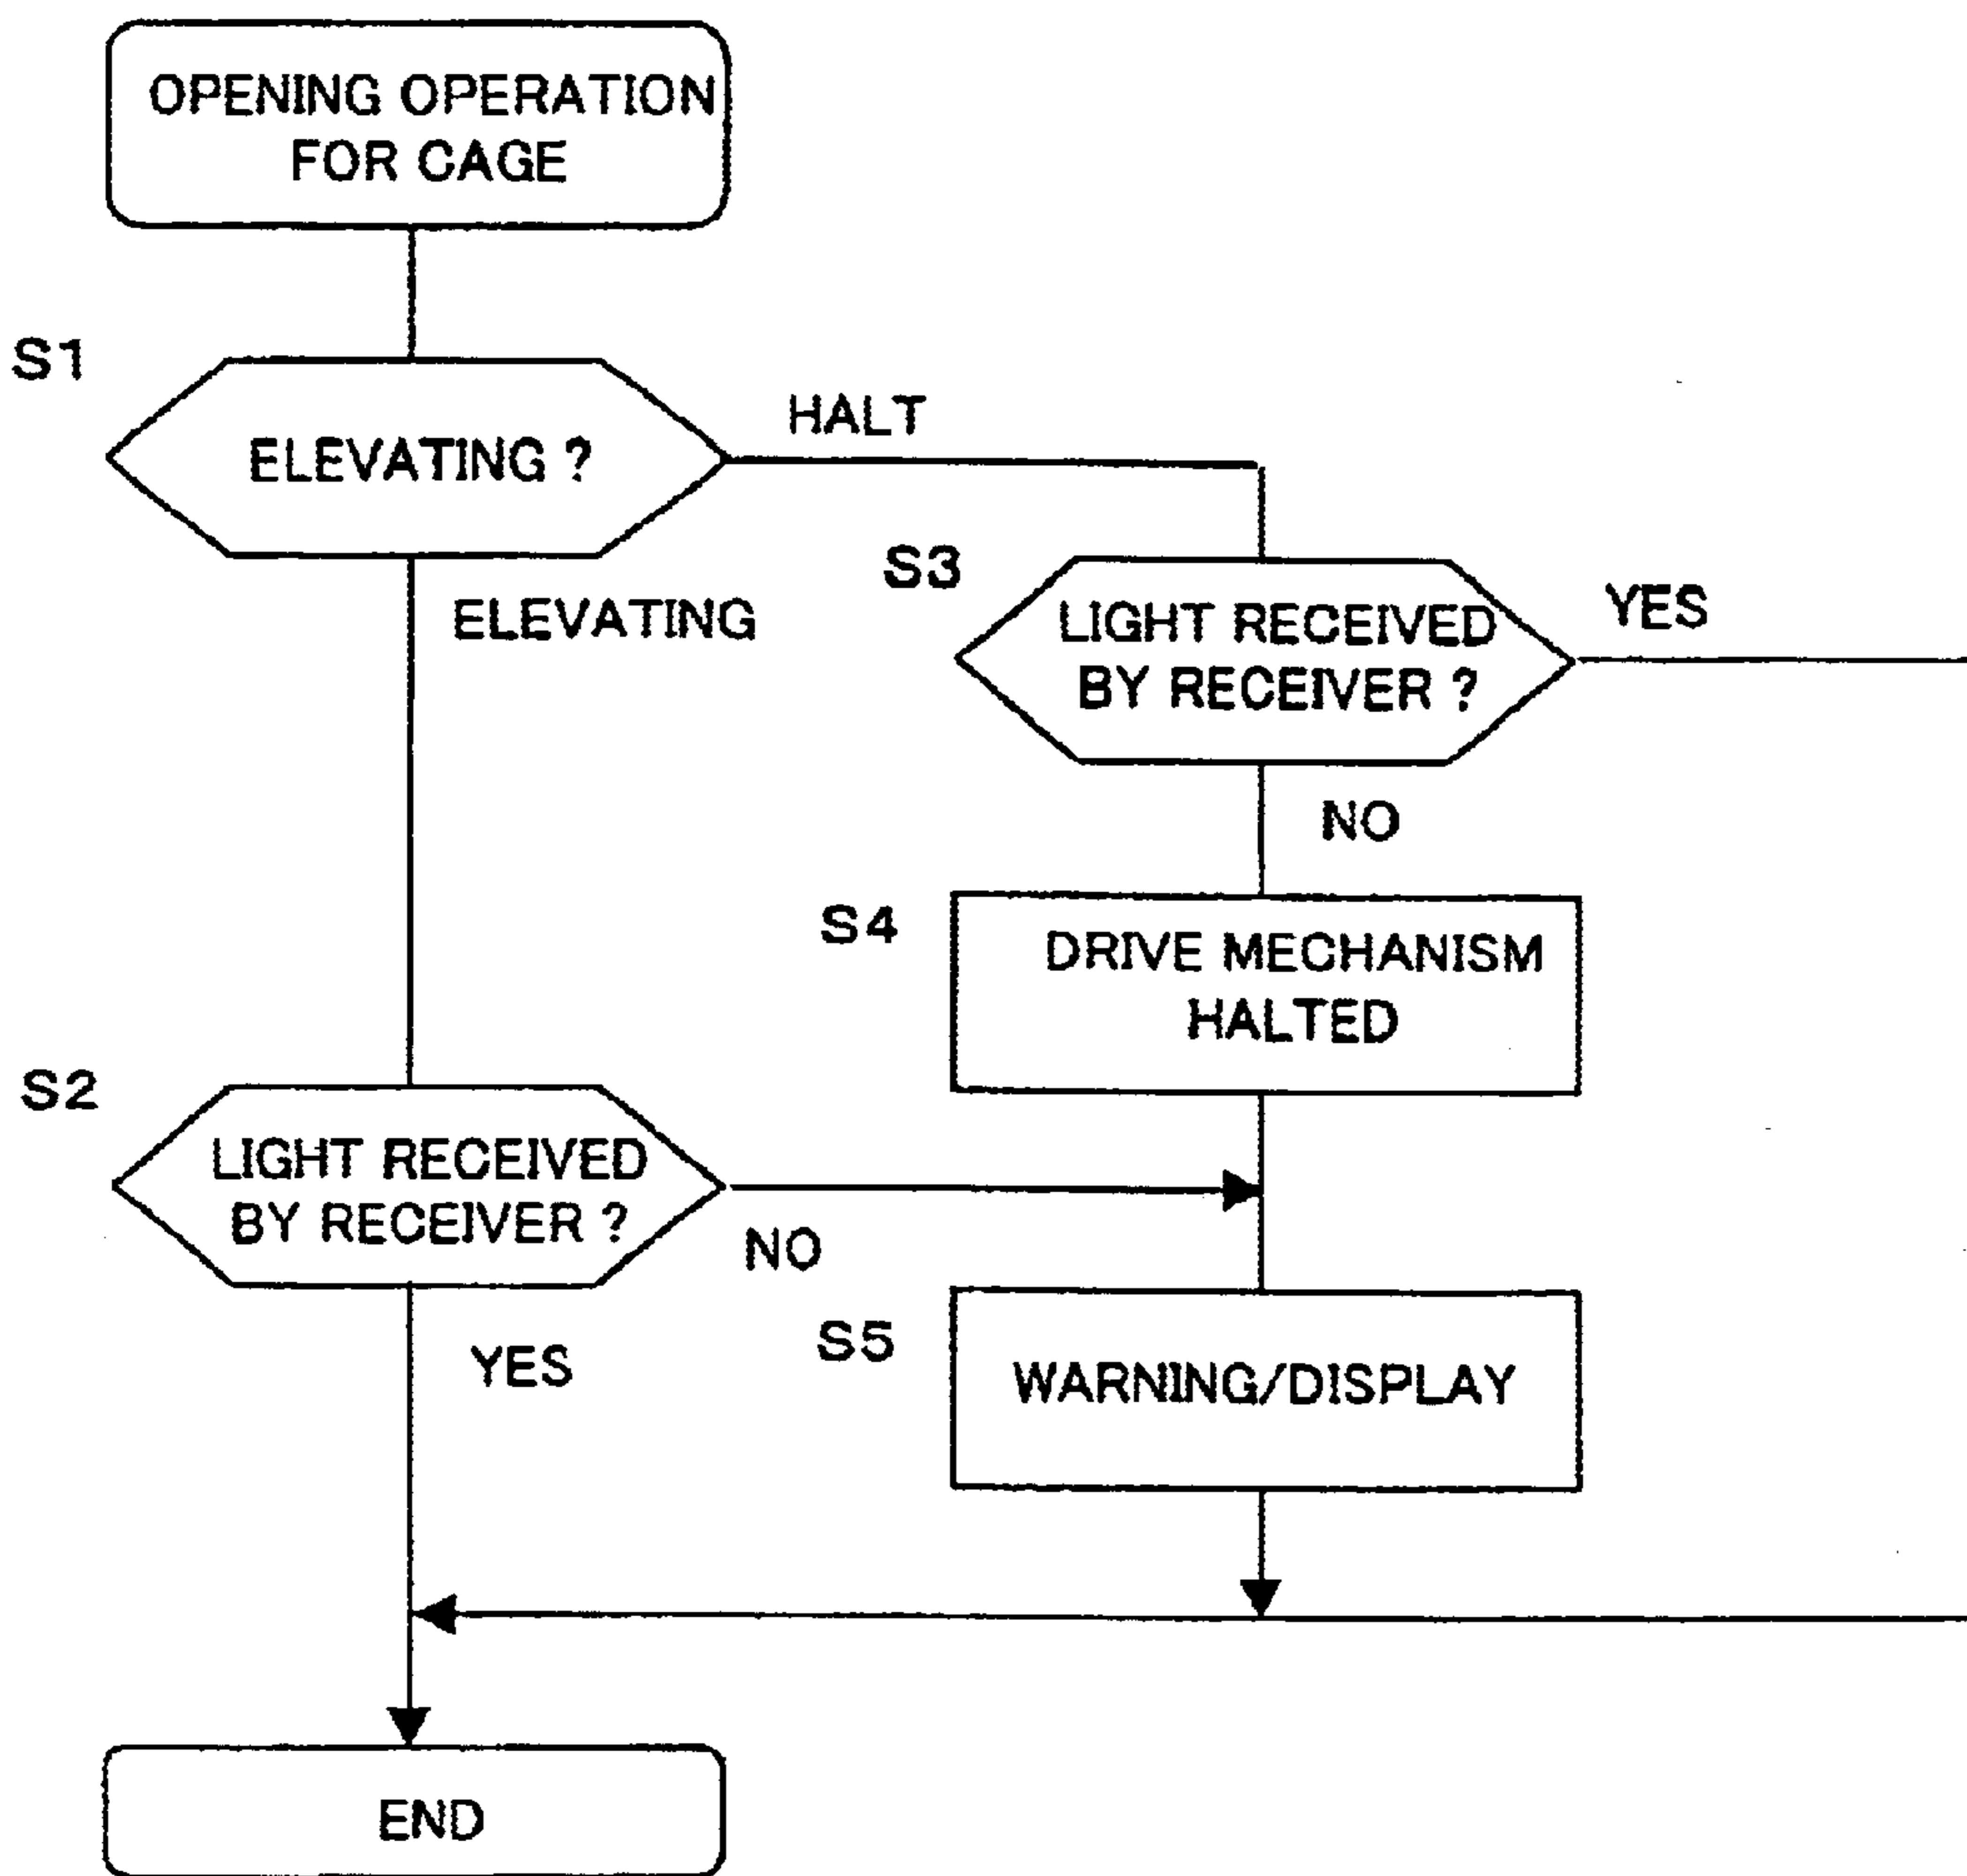 OPENING OPERATION
FOR CAGE
S1
ELEVATING ?
HALT
ELEVATING
S3
LIGHT RECEIVED
BY RECEIVER ?
YES
NO
S4
DRIVE MECHANISM
HALTED
S2
LIGHT RECEIVED
BY RECEIVER ?
NO
YES
S5
WARNING/DISPLAY
END